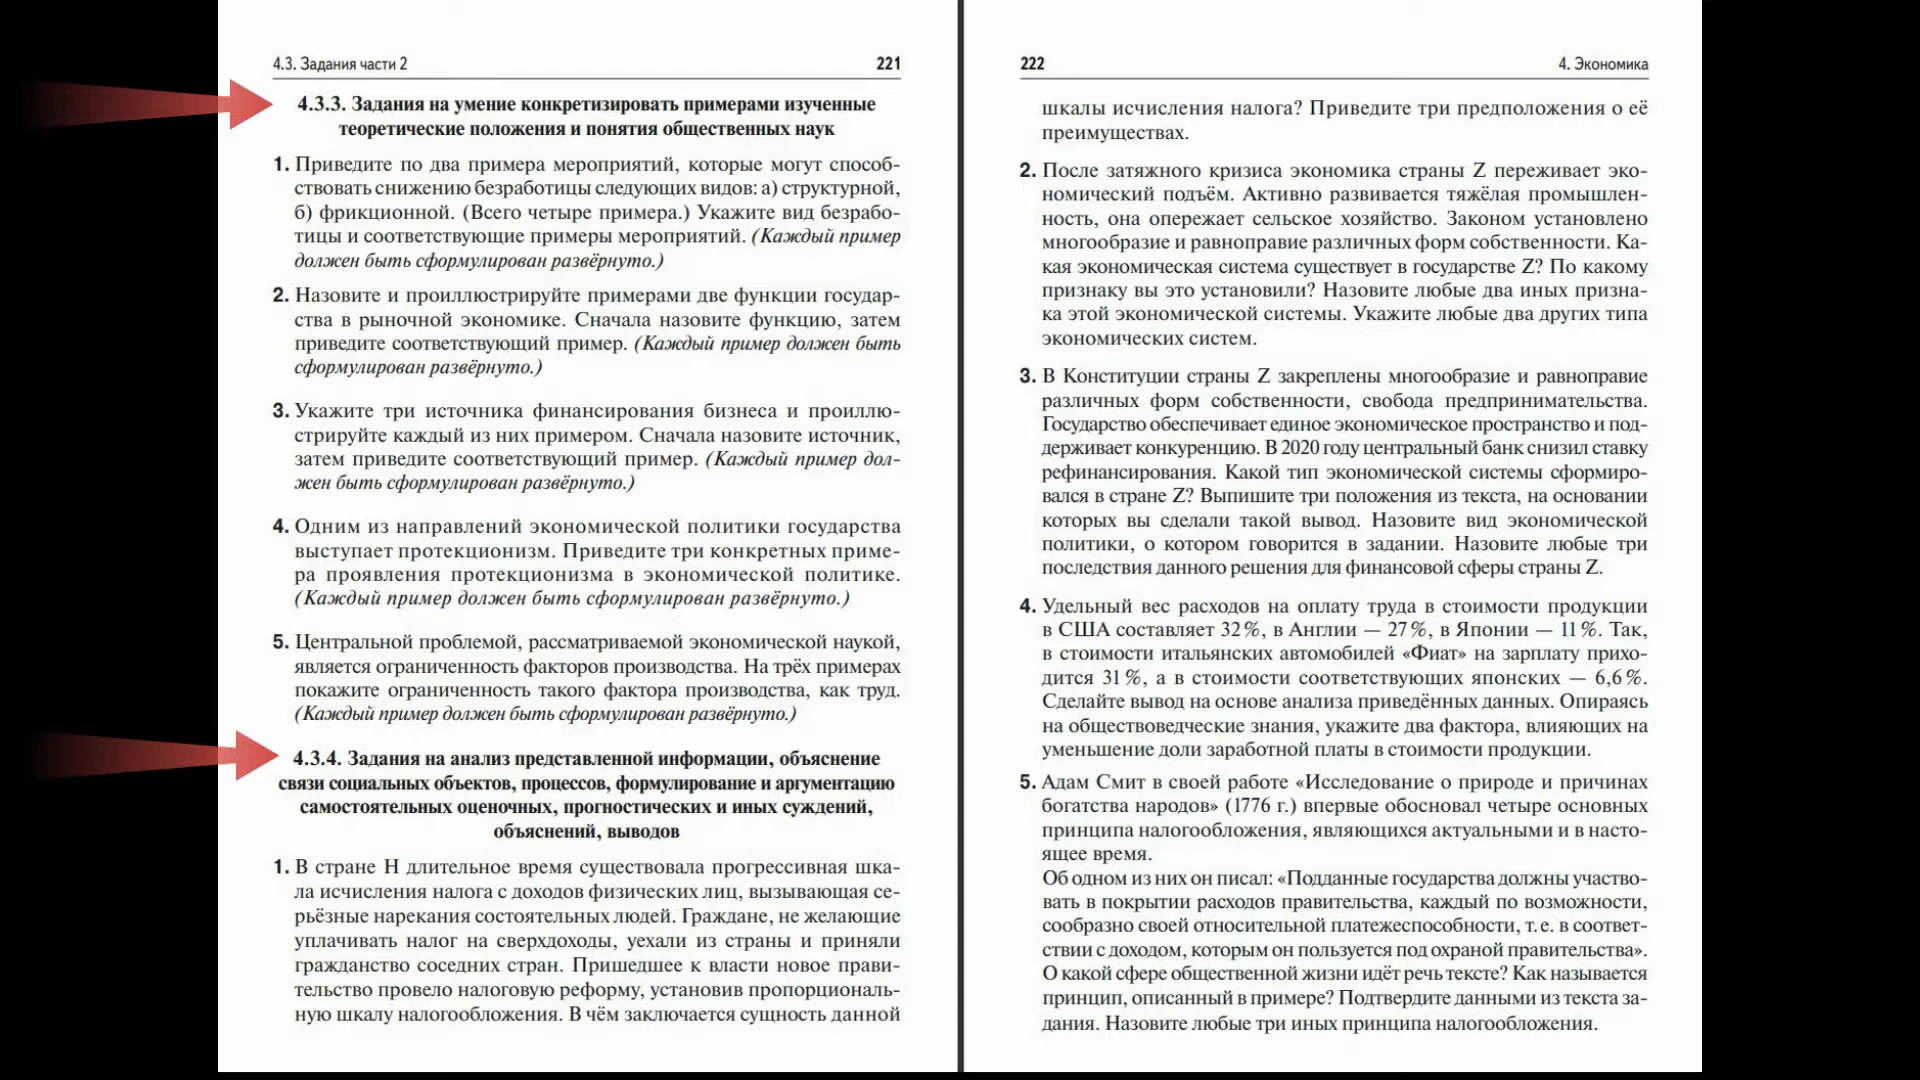 4.3. Задания части 2 221
4.3.3. Задания на умение конкретизировать примерами изученные
теоретические положения и понятия общественных наук
1. Приведите по два примера мероприятий, которые могут способ-
ствовать снижению безработицы следующих видов: а) структурной,
б) фрикционной. (Всего четыре примера.) Укажите вид безрабо-
тицы и соответствующие примеры мероприятий. (Каждый пример
должен быть сформулирован развёрнуто.)
2. Назовите и проиллюстрируйте примерами две функции государ-
ства в рыночной экономике. Сначала назовите функцию, затем
приведите соответствующий пример. (Каждый пример должен быть
сформулирован развёрнуто.)
3. Укажите три источника финансирования бизнеса и проиллю-
стрируйте каждый из них примером. Сначала назовите источник,
затем приведите соответствующий пример. (Каждый пример дол-
жен быть сформулирован развёрнуто.)
4. Одним из направлений экономической политики государства
выступает протекционизм. Приведите три конкретных приме-
ра проявления протекционизма в экономической политике.
(Каждый пример должен быть сформулирован развёрнуто.)
5. Центральной проблемой, рассматриваемой экономической наукой,
является ограниченность факторов производства. На трёх примерах
покажите ограниченность такого фактора производства, как труд.
(Каждый пример должен быть сформулирован развёрнуто.)
4.3.4. Задания на анализ представленной информации, объяснение
связи социальных объектов, процессов, формулирование и аргументацию
самостоятельных оценочных, прогностических и иных суждений,
объяснений, выводов
1. В стране Н длительное время существовала прогрессивная шка-
ла исчисления налога с доходов физических лиц, вызывающая се-
рьёзные нарекания состоятельных людей. Граждане, не желающие
уплачивать налог на сверхдоходы, уехали из страны и приняли
гражданство соседних стран. Пришедшее к власти новое прави-
тельство провело налоговую реформу, установив пропорциональ-
ную шкалу налогообложения. В чём заключается сущность данной
222 4. Экономика
шкалы исчисления налога? Приведите три предположения о её
преимуществах.
2. После затяжного кризиса экономика страны Z переживает эко-
номический подъём. Активно развивается тяжёлая промышлен-
ность, она опережает сельское хозяйство. Законом установлено
многообразие и равноправие различных форм собственности. Ка-
кая экономическая система существует в государстве Z? По какому
признаку вы это установили? Назовите любые два иных призна-
ка этой экономической системы. Укажите любые два других типа
экономических систем.
3. В Конституции страны Z закреплены многообразие и равноправие
различных форм собственности, свобода предпринимательства.
Государство обеспечивает единое экономическое пространство и под-
держивает конкуренцию. В 2020 году центральный банк снизил ставку
рефинансирования. Какой тип экономической системы сформиро-
вался в стране Z? Выпишите три положения из текста, на основании
которых вы сделали такой вывод. Назовите вид экономической
политики, о котором говорится в задании. Назовите любые три
последствия данного решения для финансовой сферы страны Z.
4. Удельный вес расходов на оплату труда в стоимости продукции
в США составляет 32%, в Англии — 27%, в Японии — 11%. Так,
в стоимости итальянских автомобилей «Фиат» на зарплату прихо-
дится 31%, а в стоимости соответствующих японских — 6,6%.
Сделайте вывод на основе анализа приведённых данных. Опираясь
на обществоведческие знания, укажите два фактора, влияющих на
уменьшение доли заработной платы в стоимости продукции.
5. Адам Смит в своей работе «Исследование о природе и причинах
богатства народов» (1776 г.) впервые обосновал четыре основных
принципа налогообложения, являющихся актуальными и в насто-
ящее время.
Об одном из них он писал: «Подданные государства должны участво-
вать в покрытии расходов правительства, каждый по возможности,
сообразно своей относительной платежеспособности, т. е. в соответ-
ствии с доходом, которым он пользуется под охраной правительства».
О какой сфере общественной жизни идёт речь тексте? Как называется
принцип, описанный в примере? Подтвердите данными из текста за-
дания. Назовите любые три иных принципа налогообложения.